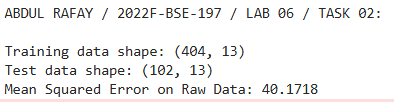 ABDUL RAFAY / 2022F-BSE-197 / LAB 06 / TASK 02:
Training data shape: (404, 13)
Test data shape: (102, 13)
Mean Squared Error on Raw Data: 40.1718